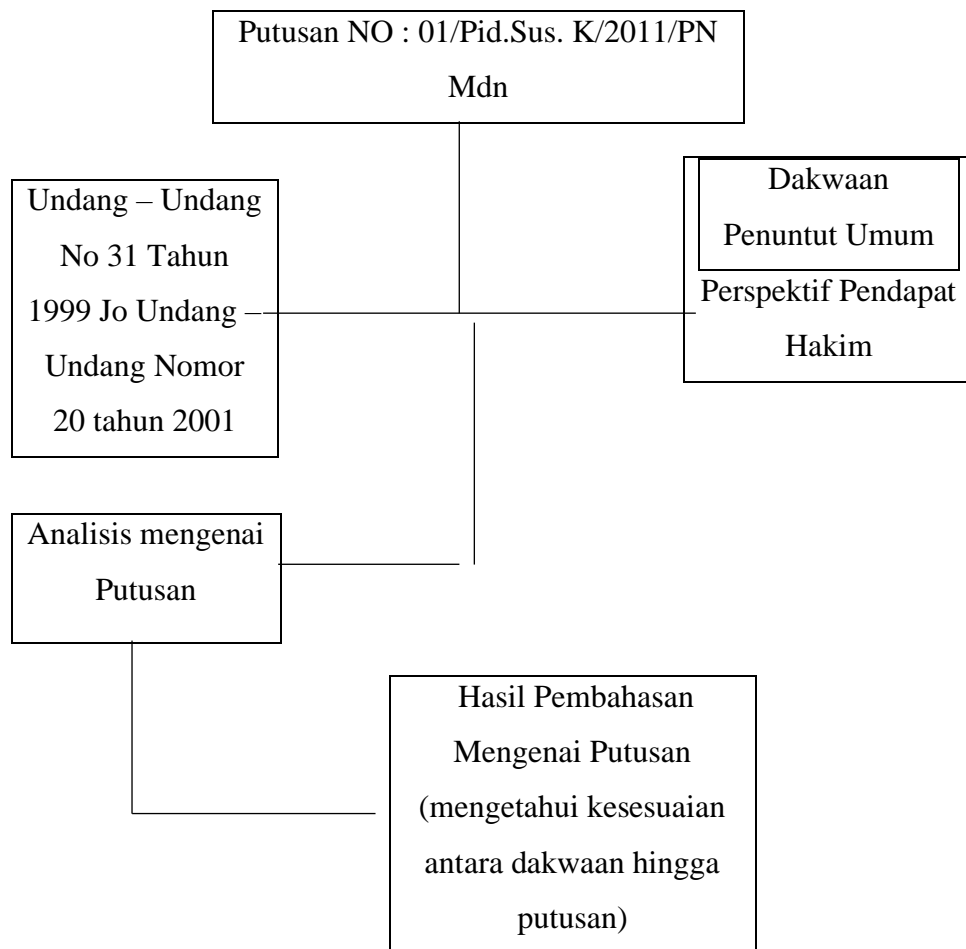 Putusan NO : 01/Pid.Sus. K/2011/PN
Mdn
Undang – Undang
No 31 Tahun
1999 Jo Undang –
Undang Nomor
20 tahun 2001
Dakwaan
Penuntut Umum
Perspektif Pendapat
Hakim
Analisis mengenai
Putusan
Hasil Pembahasan
Mengenai Putusan
(mengetahui kesesuaian
antara dakwaan hingga
putusan)